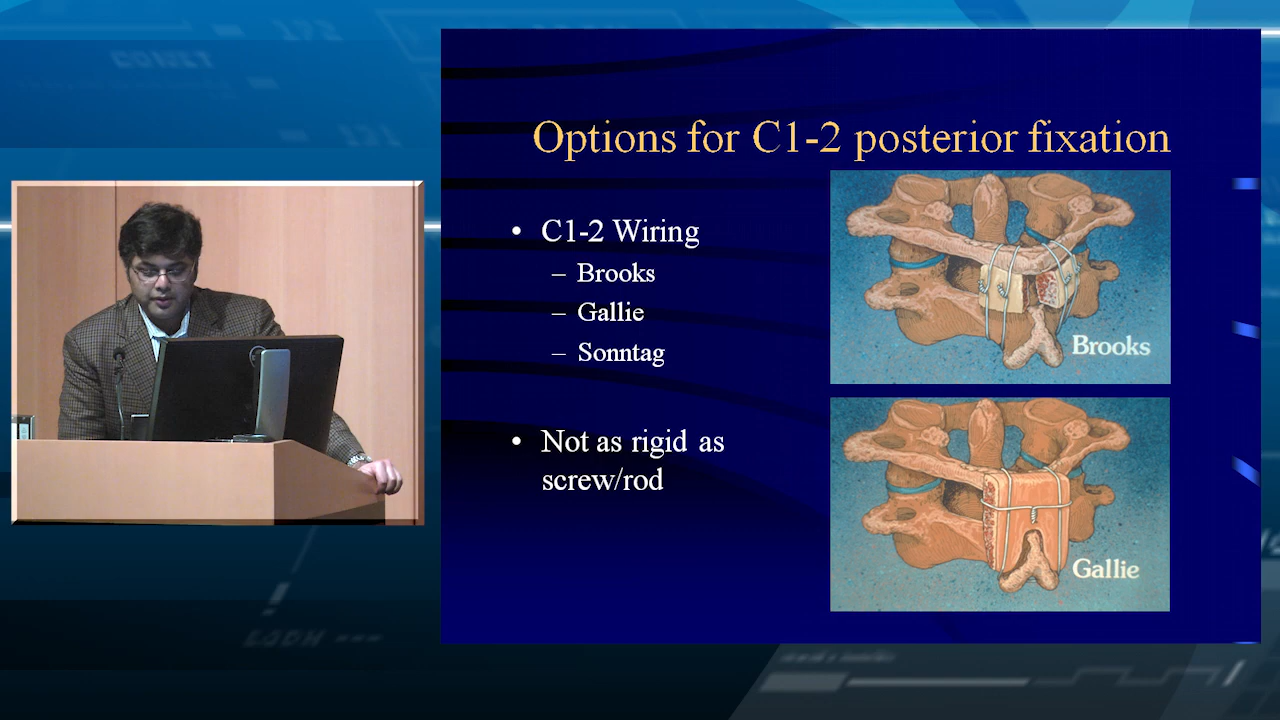 Options for C1-2 posterior fixation
• C1-2 Wiring
– Brooks
– Gallie
– Sonntag
• Not as rigid as
screw/rod
Brooks
Gallie